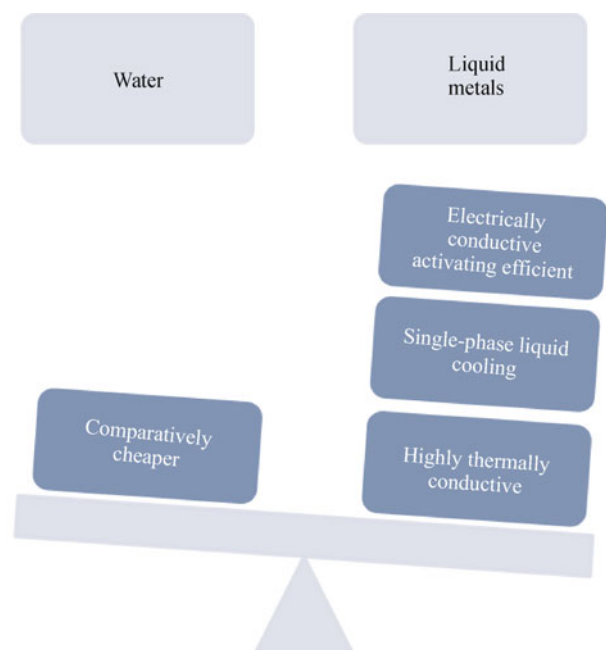 Water
Liquid
metals
Electrically
conductive
activating efficient
Single-phase liquid
cooling
Comparatively
cheaper
Highly thermally
conductive